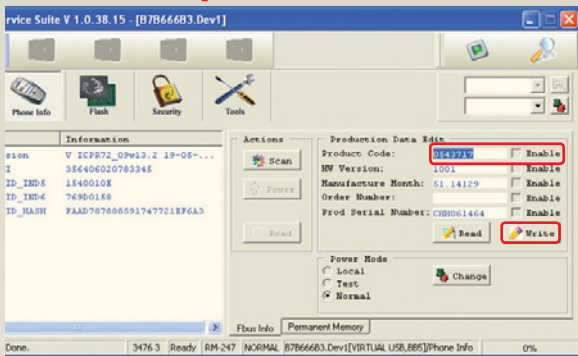 rvice Suite V 1.0.38.15 - [B7B666B3.Dev1]
Phone Info Flash Security Tools
Information
sion V ICPR72_09w13.2 19-05-...
I 356406020783345
ID_IND5 1540010E
ID_IND6 769D0158
ID_HASH FAAD707088591747721EF6A3
Actions
Scan
Power
Read
Production Data Edit
Product Code: 0543717 Enable
HW Version: 1001 Enable
Manufacture Month: 51.14129 Enable
Order Number: Enable
Prod Serial Number: CHH061464 Enable
Read Write
Power Mode
Local
Test
Normal
Change
Fbus Info Permanent Memory
Done. 3476 3 Ready RM-247 NORMAL B7B666B3.Dev1[VIRTUAL USB,BB5]/Phone Info 0%